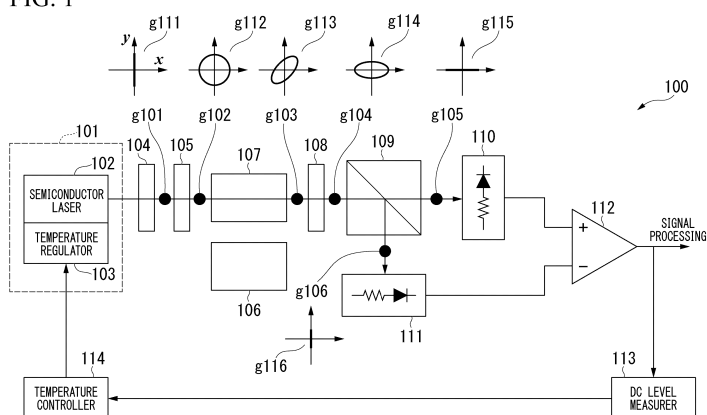 FIG. 1
y
x
g111
g112
g113
g114
g115
100
101
g101
g102
g103
g104
109
g105
110
102
104
105
107
108
SEMICONDUCTOR
LASER
112
SIGNAL
PROCESSING
TEMPERATURE
REGULATOR
+
−
103
106
g106
111
g116
114
113
TEMPERATURE
CONTROLLER
DC LEVEL
MEASURER